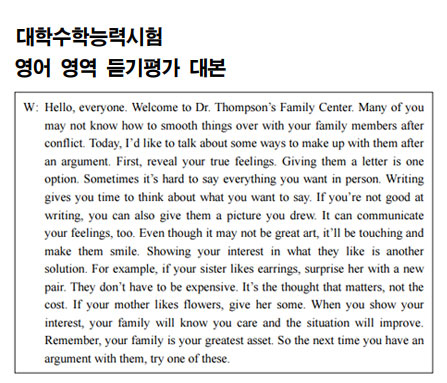 대학수학능력시험
영어 영역 듣기평가 대본
W: Hello, everyone. Welcome to Dr. Thompson's Family Center. Many of you
may not know how to smooth things over with your family members after
conflict. Today, I'd like to talk about some ways to make up with them after
an argument. First, reveal your true feelings. Giving them a letter is one
option. Sometimes it's hard to say everything you want in person. Writing
gives you time to think about what you want to say. If you're not good at
writing, you can also give them a picture you drew. It can communicate
your feelings, too. Even though it may not be great art, it'll be touching and
make them smile. Showing your interest in what they like is another
solution. For example, if your sister likes earrings, surprise her with a new
pair. They don't have to be expensive. It's the thought that matters, not the
cost. If your mother likes flowers, give her some. When you show your
interest, your family will know you care and the situation will improve.
Remember, your family is your greatest asset. So the next time you have an
argument with them, try one of these.